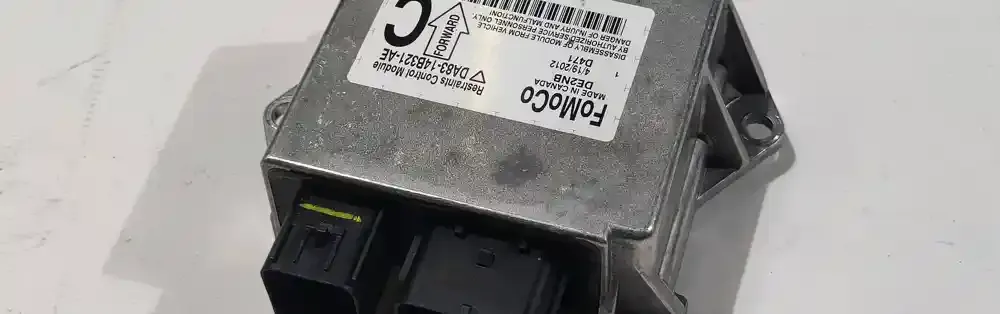 FoMoCo
MADE IN CANADA
DE2NB
4/19/2012 1
D471
Restraints Control Module
DA83-14B321-AE
FORWARD
C
DISASSEMBLY OF MODULE FROM VEHICLE
BY AUTHORIZED SERVICE PERSONNEL ONLY.
DANGER OF INJURY AND MALFUNCTION!